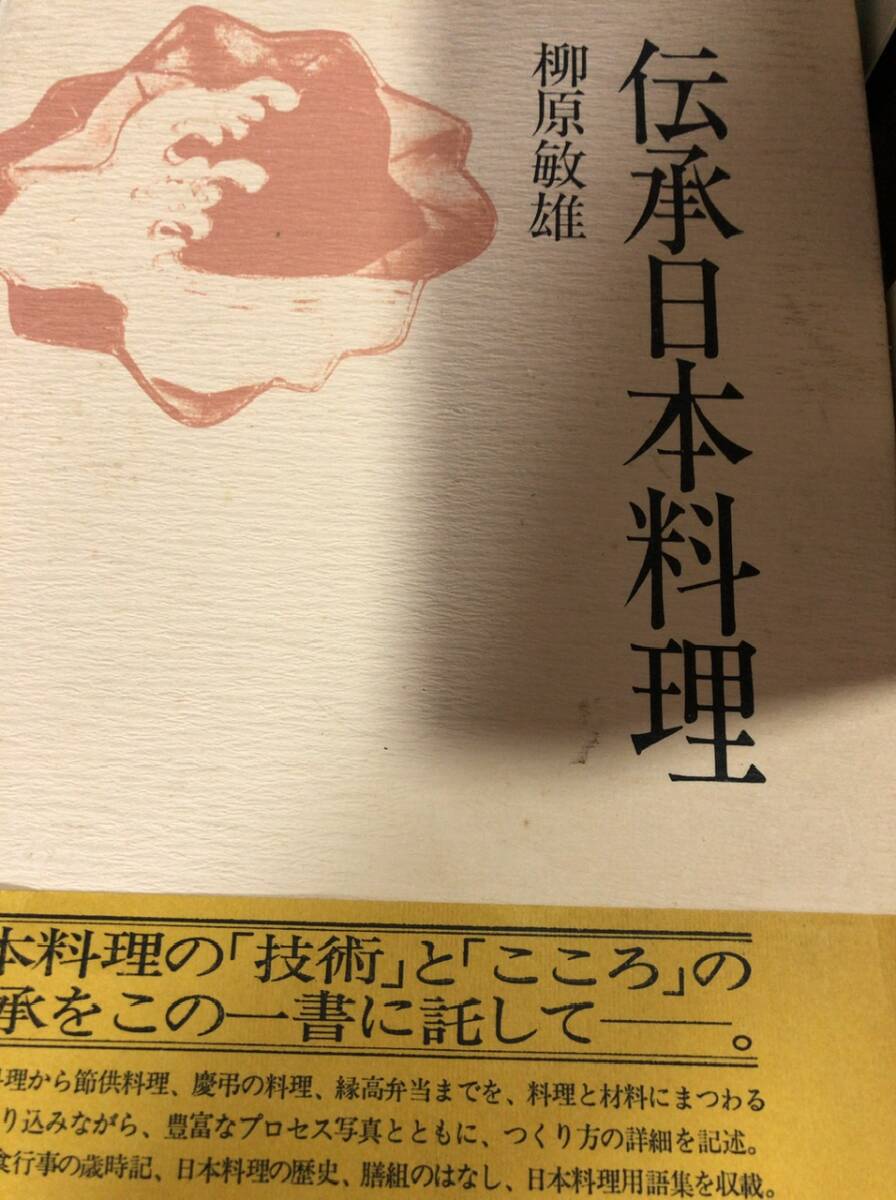 伝承日本料理
柳原敏雄
本料理の「技術」と「こころ」の
承をこの一書に託して——。
理から節供料理、慶弔の料理、縁高弁当までを、料理と材料にまつわる
り込みながら、豊富なプロセス写真とともに、つくり方の詳細を記述。
食行事の歳時記、日本料理の歴史、膳組のはなし、日本料理用語集を収載。